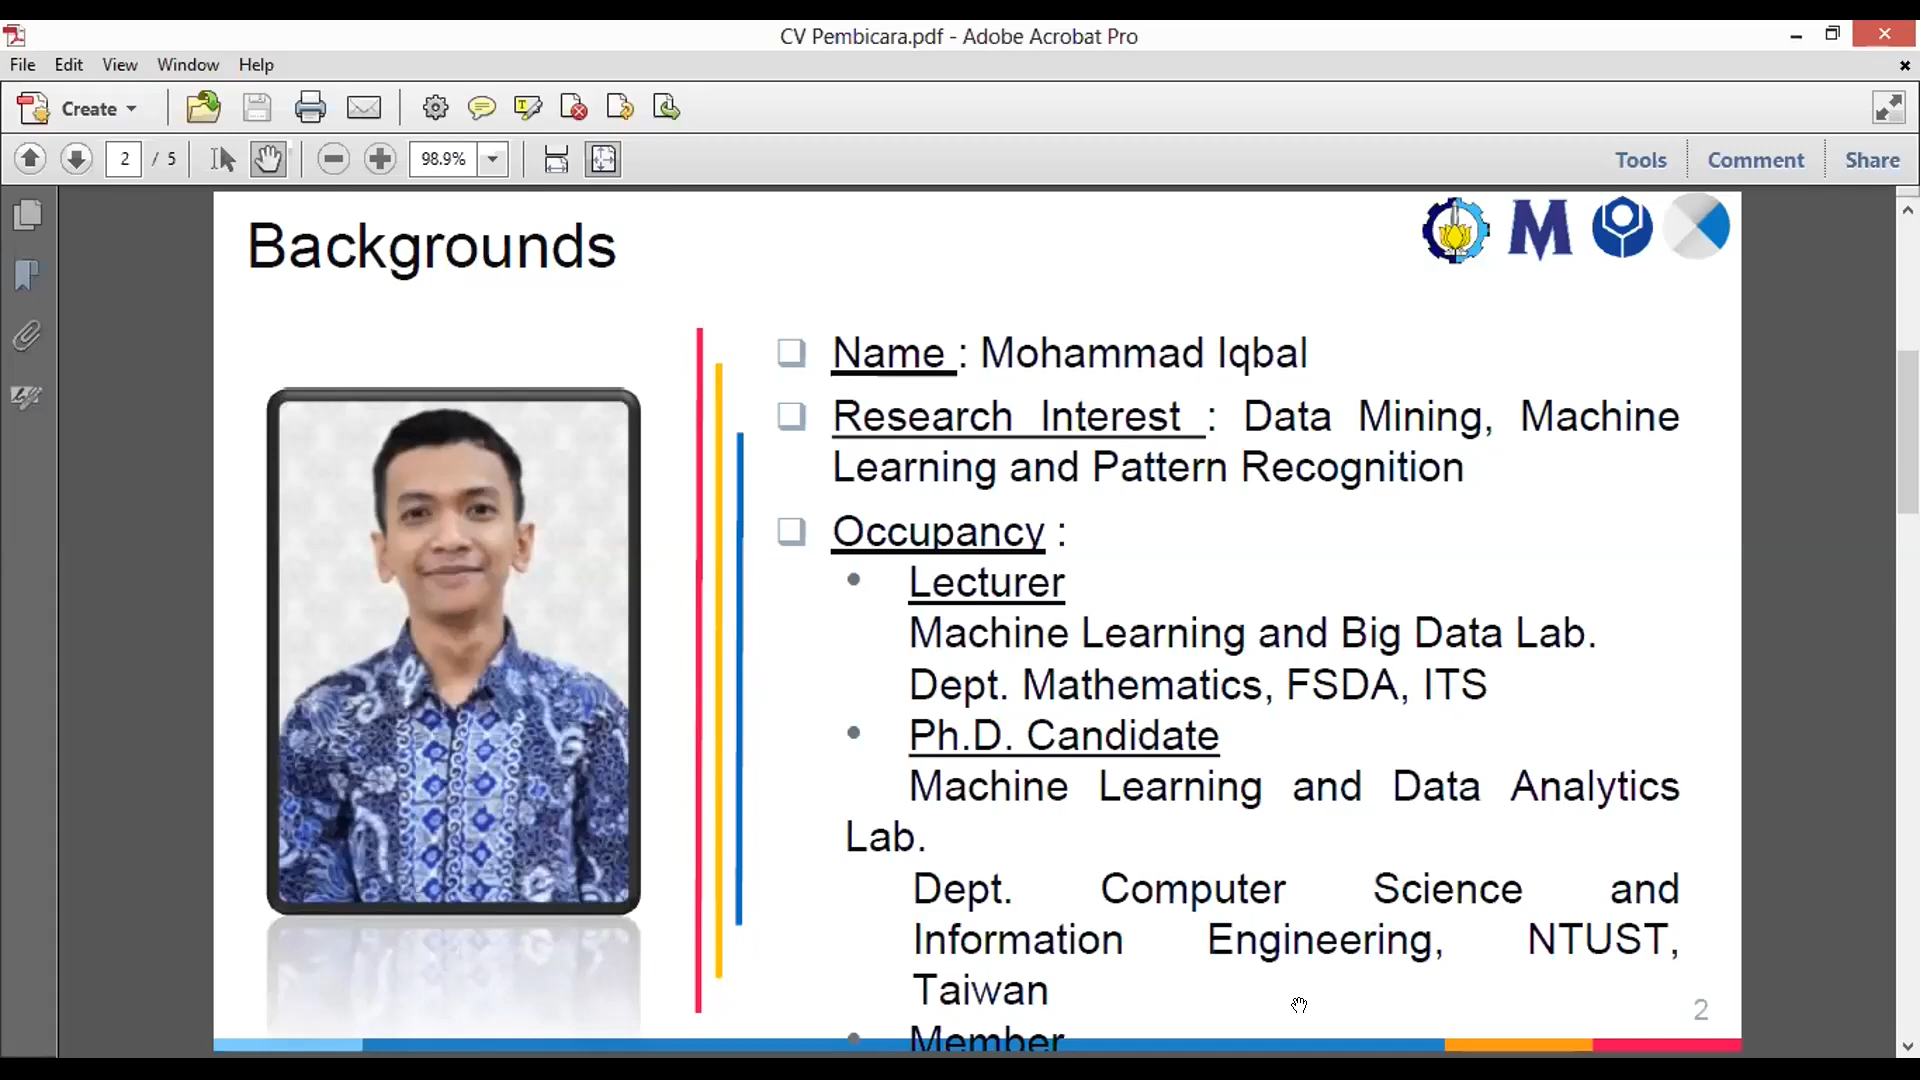 CV Pembicara.pdf - Adobe Acrobat Pro
File Edit View Window Help
Create
2 / 5 98.9% Tools Comment Share
Backgrounds
M
Name : Mohammad Iqbal
Research Interest : Data Mining, Machine
Learning and Pattern Recognition
Occupancy :
Lecturer
Machine Learning and Big Data Lab.
Dept. Mathematics, FSDA, ITS
Ph.D. Candidate
Machine Learning and Data Analytics
Lab.
Dept. Computer Science and
Information Engineering, NTUST,
Taiwan
2
Member